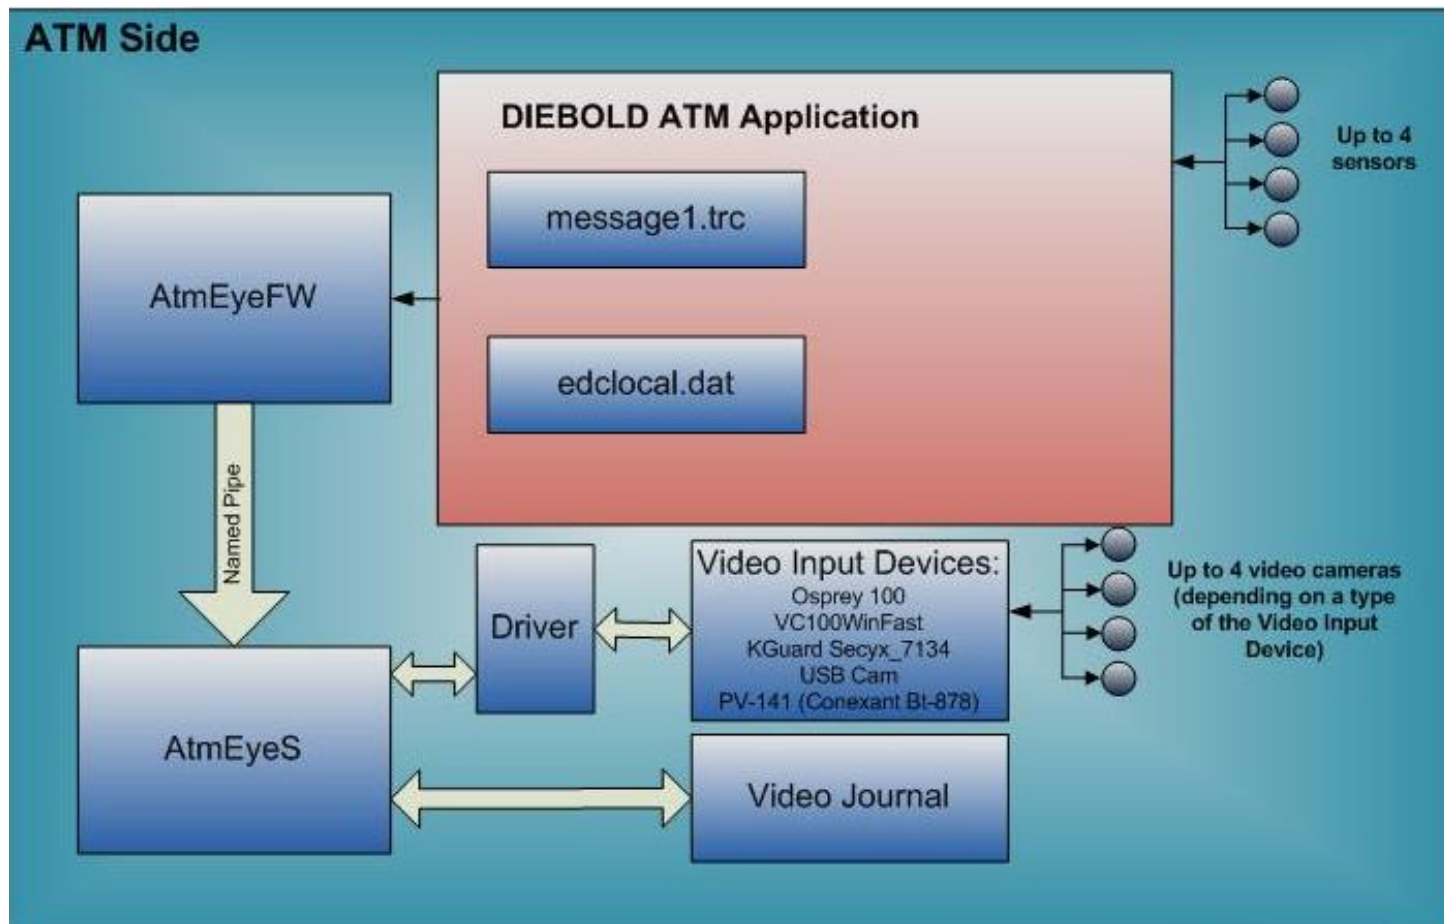 ATM Side
DIEBOLD ATM Application
message1.trc
edclocal.dat
Up to 4
sensors
AtmEyeFW
Named Pipe
AtmEyeS
Driver
Video Input Devices:
Osprey 100
VC100WinFast
KGuard Secyx_7134
USB Cam
PV-141 (Conexant Bt-878)
Up to 4 video cameras
(depending on a type
of the Video Input
Device)
Video Journal